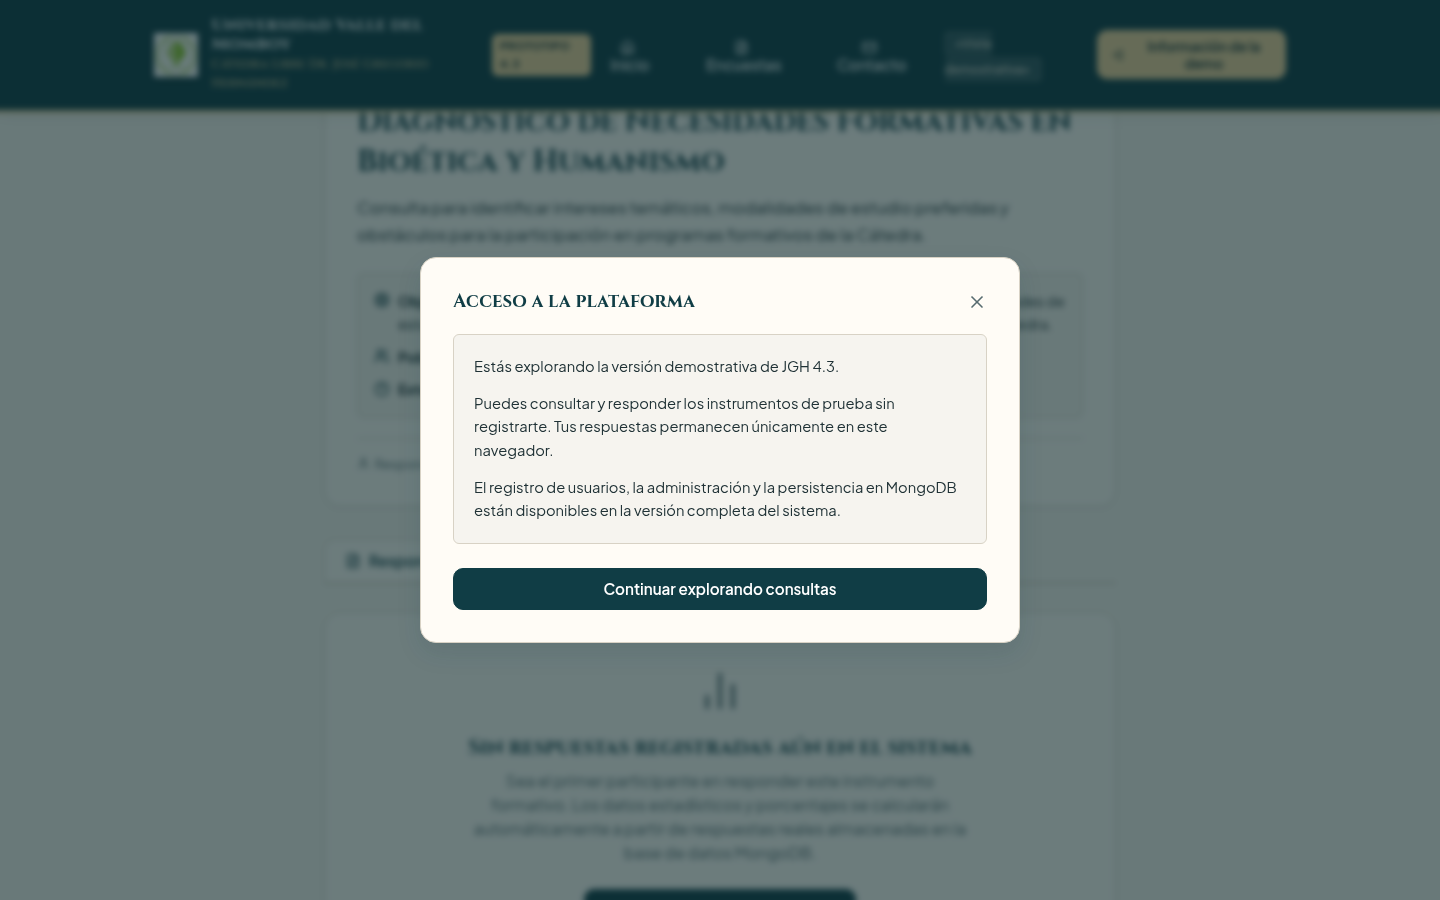 UNIVERSIDAD VALLE DEL
MOMBOY
Inicio
Encuestas
Contacto
Información de la
demo
DIAGNÓSTICO DE NECESIDADES FORMATIVAS EN
BIOÉTICA Y HUMANISMO
Consulta para identificar intereses temáticos, modalidades de estudio preferidas y
obstáculos para la participación en programas formativos de la Cátedra.
ACCESO A LA PLATAFORMA
Estás explorando la versión demostrativa de JGH 4.3.
Puedes consultar y responder los instrumentos de prueba sin
registrarte. Tus respuestas permanecen únicamente en este
navegador.
El registro de usuarios, la administración y la persistencia en MongoDB
están disponibles en la versión completa del sistema.
Continuar explorando consultas
SIN RESPUESTAS REGISTRADAS AÚN EN EL SISTEMA
Sea el primer participante en responder este instrumento
formativo. Los datos estadísticos y porcentajes se calcularán
automáticamente a partir de respuestas reales almacenadas en la
base de datos MongoDB.